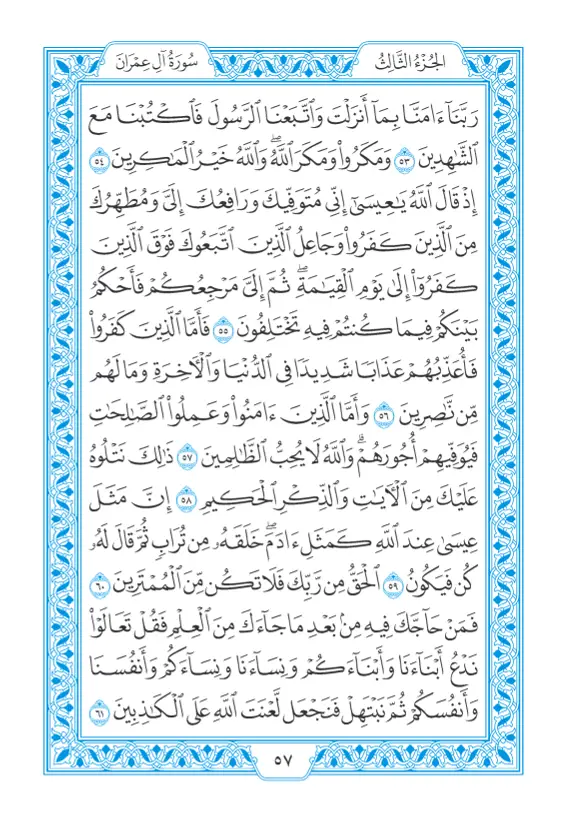 سُورَةُ آلِ عِمْرَانَ
الجُزْءُ الثَّالِثُ
رَبَّنَآ ءَامَنَّا بِمَآ أَنزَلْتَ وَٱتَّبَعْنَا ٱلرَّسُولَ فَٱكْتُبْنَا مَعَ
ٱلشَّٰهِدِينَ ٥٣ وَمَكَرُوا۟ وَمَكَرَ ٱللَّهُۖ وَٱللَّهُ خَيْرُ ٱلْمَٰكِرِينَ ٥٤
إِذْ قَالَ ٱللَّهُ يَٰعِيسَىٰٓ إِنِّى مُتَوَفِّيكَ وَرَافِعُكَ إِلَىَّ وَمُطَهِّرُكَ
مِنَ ٱلَّذِينَ كَفَرُوا۟ وَجَاعِلُ ٱلَّذِينَ ٱتَّبَعُوكَ فَوْقَ ٱلَّذِينَ
كَفَرُوٓا۟ إِلَىٰ يَوْمِ ٱلْقِيَٰمَةِۖ ثُمَّ إِلَىَّ مَرْجِعُكُمْ فَأَحْكُمُ
بَيْنَكُمْ فِيمَا كُنتُمْ فِيهِ تَخْتَلِفُونَ ٥٥ فَأَمَّا ٱلَّذِينَ كَفَرُوا۟
فَأُعَذِّبُهُمْ عَذَابًا شَدِيدًا فِى ٱلدُّنْيَا وَٱلْءَاخِرَةِ وَمَا لَهُم
مِّن نَّٰصِرِينَ ٥٦ وَأَمَّا ٱلَّذِينَ ءَامَنُوا۟ وَعَمِلُوا۟ ٱلصَّٰلِحَٰتِ
فَيُوَفِّيهِمْ أُجُورَهُمْۗ وَٱللَّهُ لَا يُحِبُّ ٱلظَّٰلِمِينَ ٥٧ ذَٰلِكَ نَتْلُوهُ
عَلَيْكَ مِنَ ٱلْءَايَٰتِ وَٱلذِّكْرِ ٱلْحَكِيمِ ٥٨ إِنَّ مَثَلَ
عِيسَىٰ عِندَ ٱللَّهِ كَمَثَلِ ءَادَمَۖ خَلَقَهُۥ مِن تُرَابٍ ثُمَّ قَالَ لَهُۥ
كُن فَيَكُونُ ٥٩ ٱلْحَقُّ مِن رَّبِّكَ فَلَا تَكُن مِّنَ ٱلْمُمْتَرِينَ ٦٠
فَمَنْ حَآجَّكَ فِيهِ مِنۢ بَعْدِ مَا جَآءَكَ مِنَ ٱلْعِلْمِ فَقُلْ تَعَالَوْا۟
نَدْعُ أَبْنَآءَنَا وَأَبْنَآءَكُمْ وَنِسَآءَنَا وَنِسَآءَكُمْ وَأَنفُسَنَا
وَأَنفُسَكُمْ ثُمَّ نَبْتَهِلْ فَنَجْعَل لَّعْنَتَ ٱللَّهِ عَلَى ٱلْكَٰذِبِينَ ٦١
٥٧